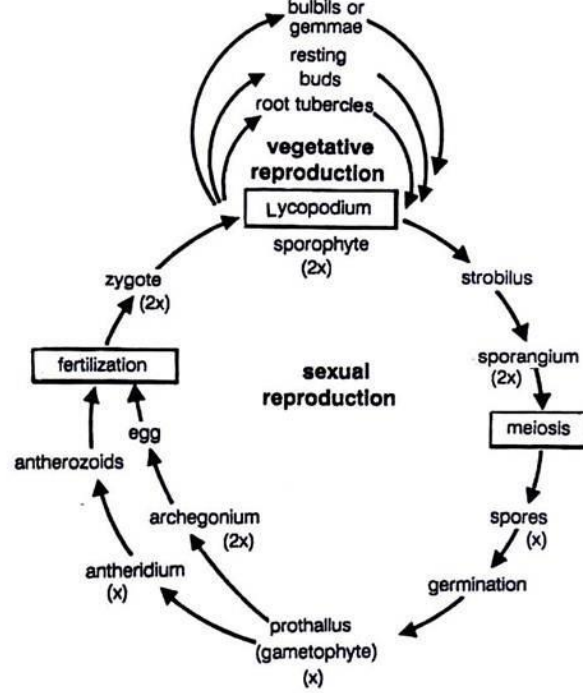 bulbils or
gemmae
resting
buds
root tubercles
vegetative
reproduction
Lycopodium
sporophyte
(2x)
strobilus
sporangium
(2x)
meiosis
spores
(x)
germination
prothallus
(gametophyte)
(x)
antheridium
(x)
archegonium
(2x)
antherozoids
egg
fertilization
zygote
(2x)
sexual
reproduction